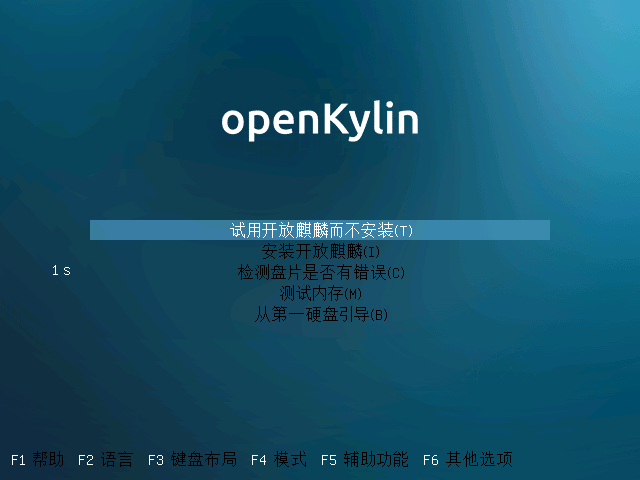 openKylin
试用开放麒麟而不安装(T)
安装开放麒麟(I)
1s
检测盘片是否有错误(C)
测试内存(M)
从第一硬盘引导(B)
F1 帮助 F2 语言 F3 键盘布局 F4 模式 F5 辅助功能 F6 其他选项